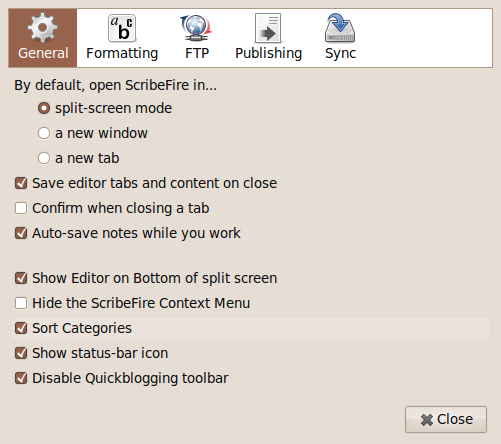 General
Formatting
FTP
Publishing
Sync
By default, open ScribeFire in...
split-screen mode
a new window
a new tab
Save editor tabs and content on close
Confirm when closing a tab
Auto-save notes while you work
Show Editor on Bottom of split screen
Hide the ScribeFire Context Menu
Sort Categories
Show status-bar icon
Disable Quickblogging toolbar
Close